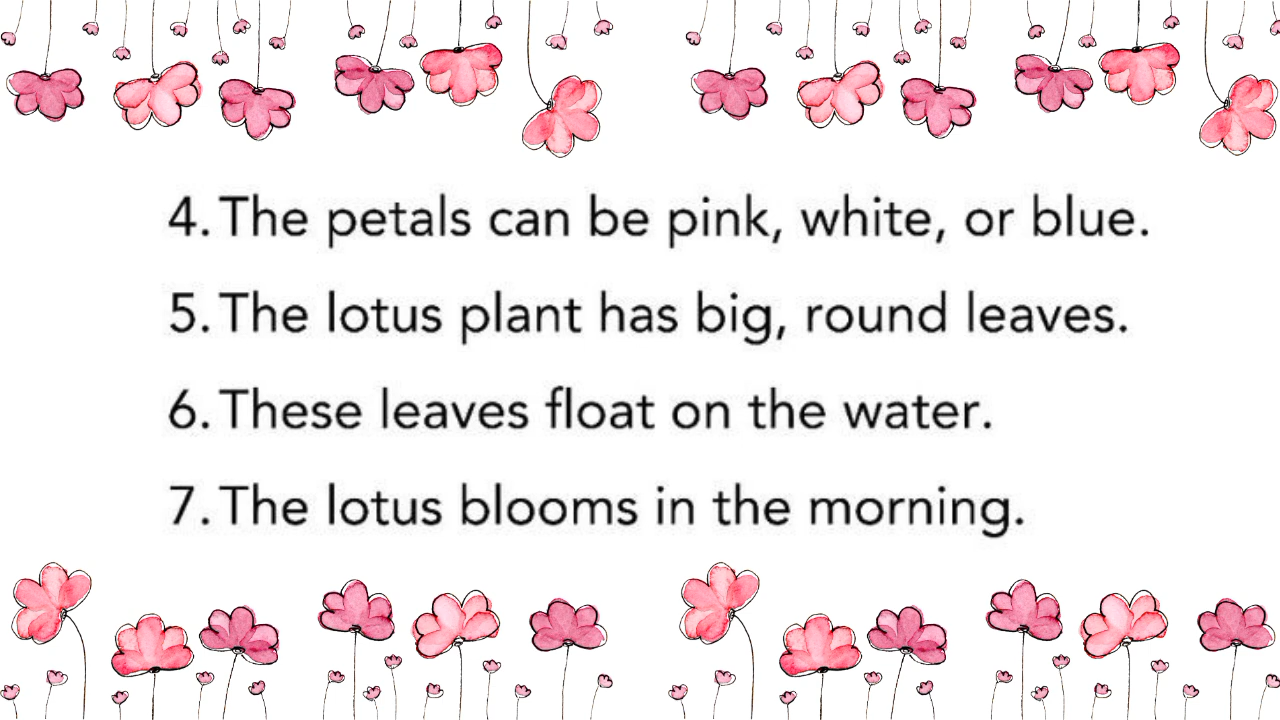 4. The petals can be pink, white, or blue.
5. The lotus plant has big, round leaves.
6. These leaves float on the water.
7. The lotus blooms in the morning.